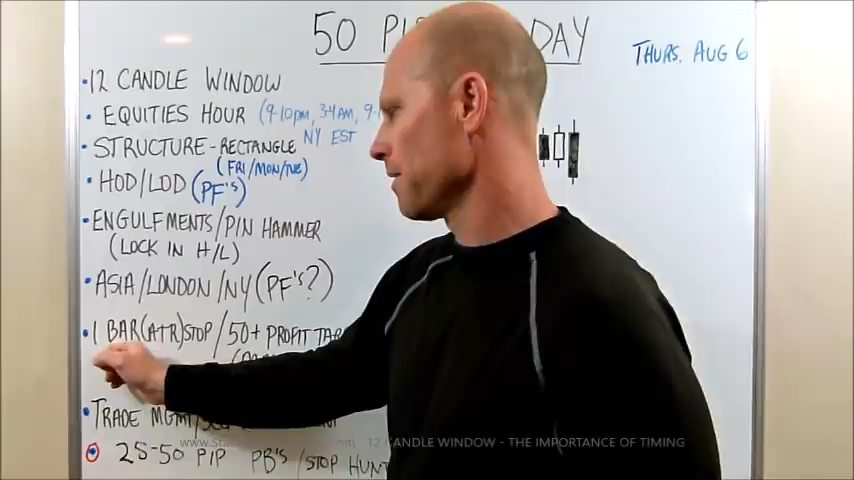 50 DAY
THURS. AUG 6
•12 CANDLE WINDOW
• EQUITIES HOUR (9-10pm, 3-4AM, 9-
NY EST
• STRUCTURE-RECTANGLE
(FRI/MON/TUE)
• HOD/LOD (PF'S)
• ENGULFMENTS/PIN HAMMER
(LOCK IN H/L)
• ASIA/LONDON/NY (PF'S?)
• 1 BAR(ATR)STOP/50+ PROFIT
• TRADE MGMT/
12 CANDLE WINDOW - THE IMPORTANCE OF TIMING
25-50 PIP PB'S/STOP HUNT